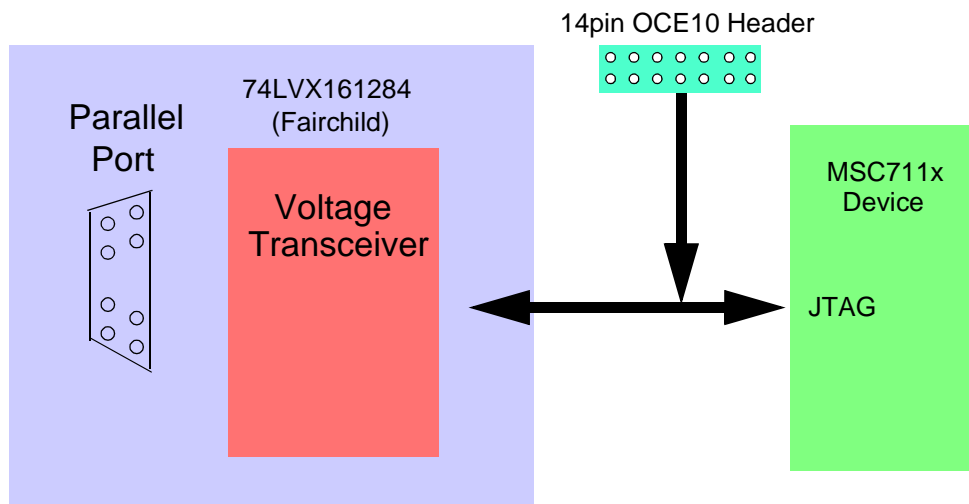 14pin OCE10 Header
74LVX161284
(Fairchild)
Parallel
Port
Voltage
Transceiver
MSC711x
Device
JTAG